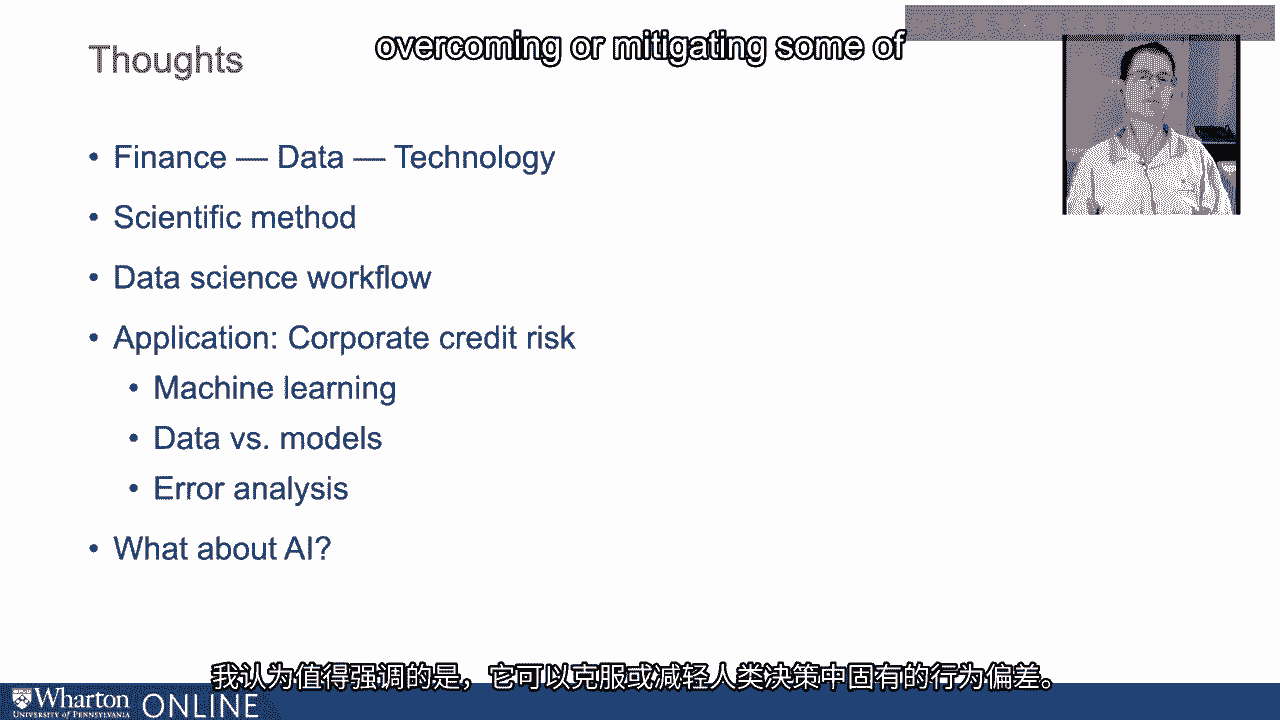 overcoming or mitigating some of
Thoughts
• Finance — Data — Technology
• Scientific method
• Data science workflow
• Application: Corporate credit risk
• Machine learning
• Data vs. models
• Error analysis
• What about AI?
我认为值得强调的是，它可以克服或减轻人类决策中固有的行为偏差。
Wharton ONLINE
UNIVERSITY of PENNSYLVANIA